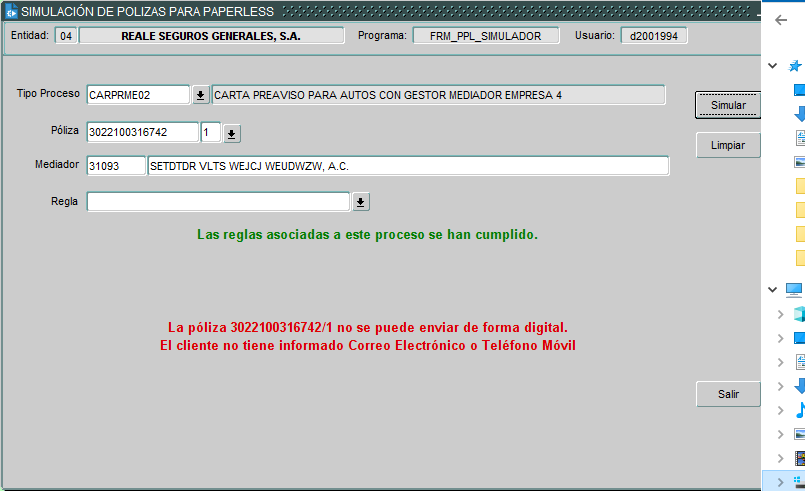 SIMULACIÓN DE POLIZAS PARA PAPERLESS
Entidad: 04 REALE SEGUROS GENERALES, S.A. Programa: FRM_PPL_SIMULADOR Usuario: d2001994
Tipo Proceso CARPRME02 CARTA PREAVISO PARA AUTOS CON GESTOR MEDIADOR EMPRESA 4
Simular
Póliza 3022100316742 1
Limpiar
Mediador 31093 SETDTDR VLTS WEJCJ WEUDWZW, A.C.
Regla
Las reglas asociadas a este proceso se han cumplido.
La póliza 3022100316742/1 no se puede enviar de forma digital.
El cliente no tiene informado Correo Electrónico o Teléfono Móvil
Salir